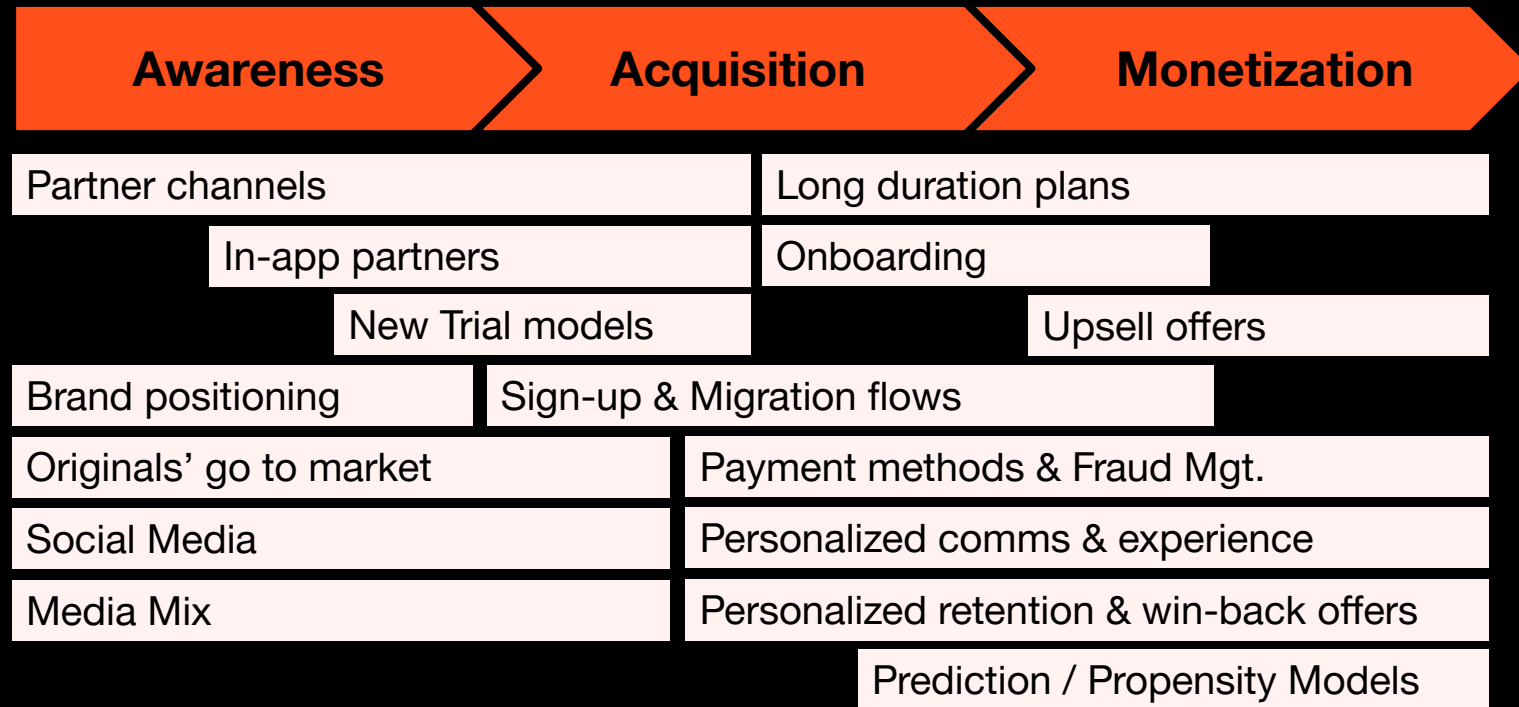 Awareness
Acquisition
Monetization
Partner channels
Long duration plans
In-app partners
Onboarding
New Trial models
Upsell offers
Brand positioning
Sign-up & Migration flows
Originals’ go to market
Payment methods & Fraud Mgt.
Social Media
Personalized comms & experience
Media Mix
Personalized retention & win-back offers
Prediction / Propensity Models